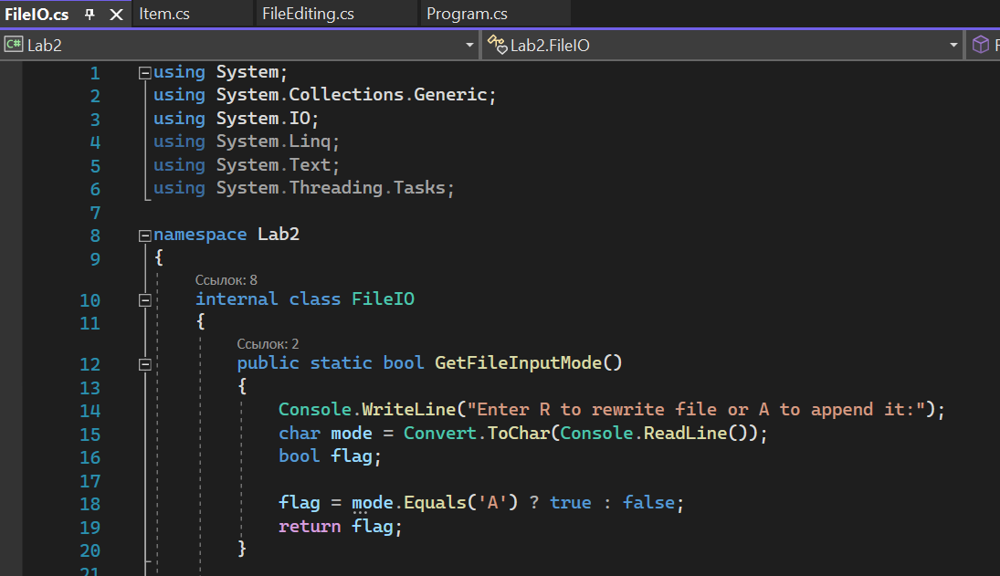 FileIO.cs Item.cs FileEditing.cs Program.cs
C# Lab2 Lab2.FileIO
1 using System;
2 using System.Collections.Generic;
3 using System.IO;
4 using System.Linq;
5 using System.Text;
6 using System.Threading.Tasks;
7
8 namespace Lab2
9 {
Ссылок: 8
10 internal class FileIO
11 {
Ссылок: 2
12 public static bool GetFileInputMode()
13 {
14 Console.WriteLine("Enter R to rewrite file or A to append it:");
15 char mode = Convert.ToChar(Console.ReadLine());
16 bool flag;
17
18 flag = mode.Equals('A') ? true : false;
19 return flag;
20 }
21